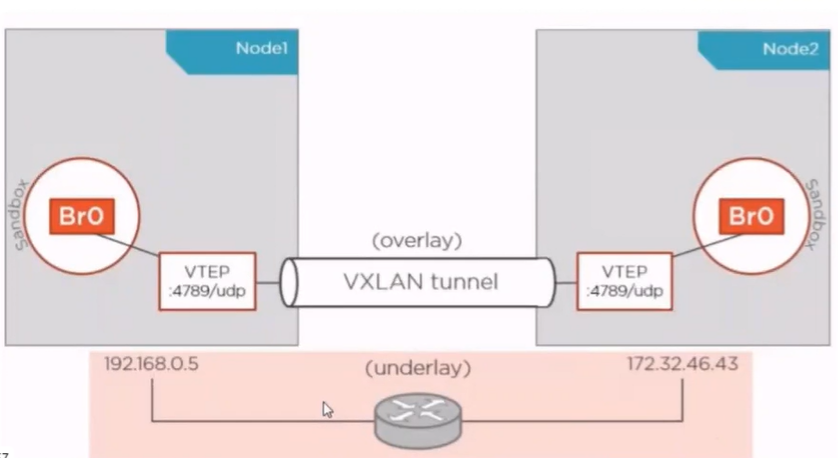 Node1
Node2
Sandbox
Br0
Br0
Sandbox
(overlay)
VTEP
:4789/udp
VXLAN tunnel
VTEP
:4789/udp
192.168.0.5
(underlay)
172.32.46.43